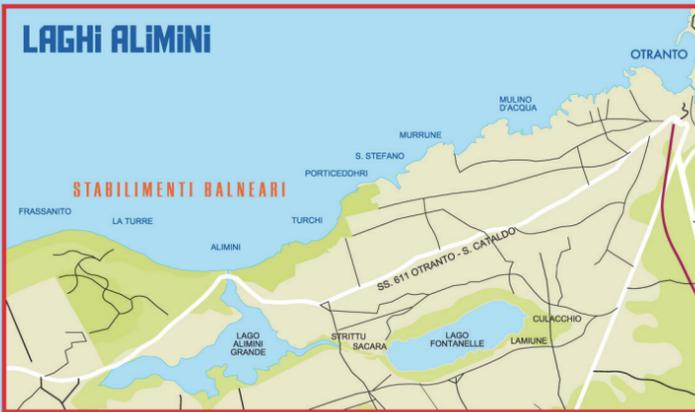 LAGHI ALIMINI
OTRANTO
MULINO
D'ACQUA
MURRUNE
S. STEFANO
PORTICEDDHRI
STABILIMENTI BALNEARI
FRASSANITO
LA TURRE
TURCHI
ALIMINI
SS. 611 OTRANTO - S. CATALDO
LAGO
ALIMINI
GRANDE
STRITTU
SACARA
LAGO
FONTANELLE
CULACCHIO
LAMIUNE